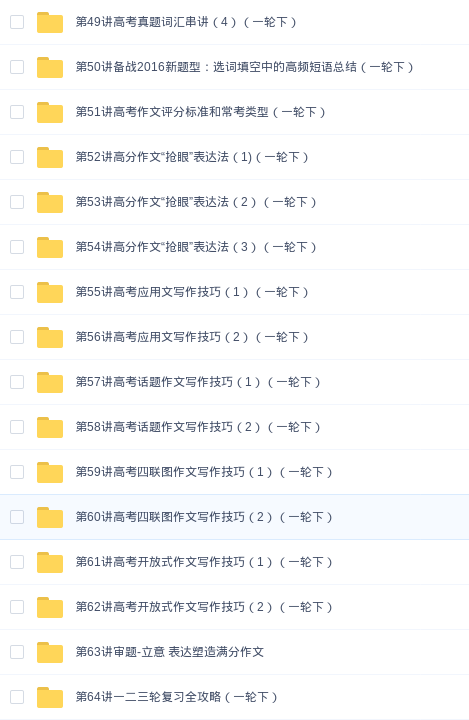 第49讲高考真题词汇串讲（4）（一轮下）
第50讲备战2016新题型：选词填空中的高频短语总结（一轮下）
第51讲高考作文评分标准和常考类型（一轮下）
第52讲高分作文“抢眼”表达法（1)（一轮下）
第53讲高分作文“抢眼”表达法（2）（一轮下）
第54讲高分作文“抢眼”表达法（3）（一轮下）
第55讲高考应用文写作技巧（1）（一轮下）
第56讲高考应用文写作技巧（2）（一轮下）
第57讲高考话题作文写作技巧（1）（一轮下）
第58讲高考话题作文写作技巧（2）（一轮下）
第59讲高考四联图作文写作技巧（1）（一轮下）
第60讲高考四联图作文写作技巧（2）（一轮下）
第61讲高考开放式作文写作技巧（1）（一轮下）
第62讲高考开放式作文写作技巧（2）（一轮下）
第63讲审题-立意 表达塑造满分作文
第64讲一二三轮复习全攻略（一轮下）